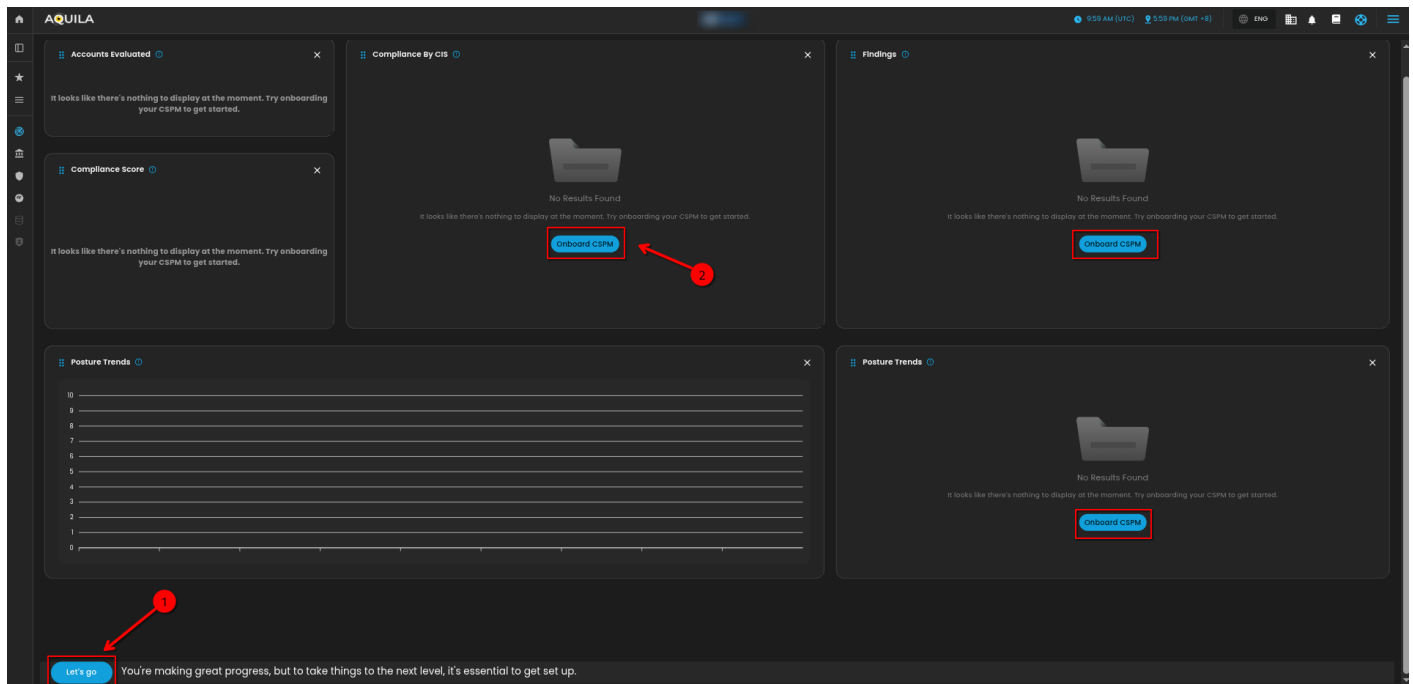 AQUILA
9:59 AM (UTC) 5:59 PM (GMT +8) ENG
Accounts Evaluated
It looks like there's nothing to display at the moment. Try onboarding
your CSPM to get started.
Compliance Score
It looks like there's nothing to display at the moment. Try onboarding
your CSPM to get started.
Compliance By CIS
No Results Found
It looks like there's nothing to display at the moment. Try onboarding your CSPM to get started.
Onboard CSPM
2
Findings
No Results Found
It looks like there's nothing to display at the moment. Try onboarding your CSPM to get started.
Onboard CSPM
Posture Trends
10
9
8
7
6
5
4
3
2
1
0
Posture Trends
No Results Found
It looks like there's nothing to display at the moment. Try onboarding your CSPM to get started.
Onboard CSPM
1
Let's go You're making great progress, but to take things to the next level, it's essential to get set up.